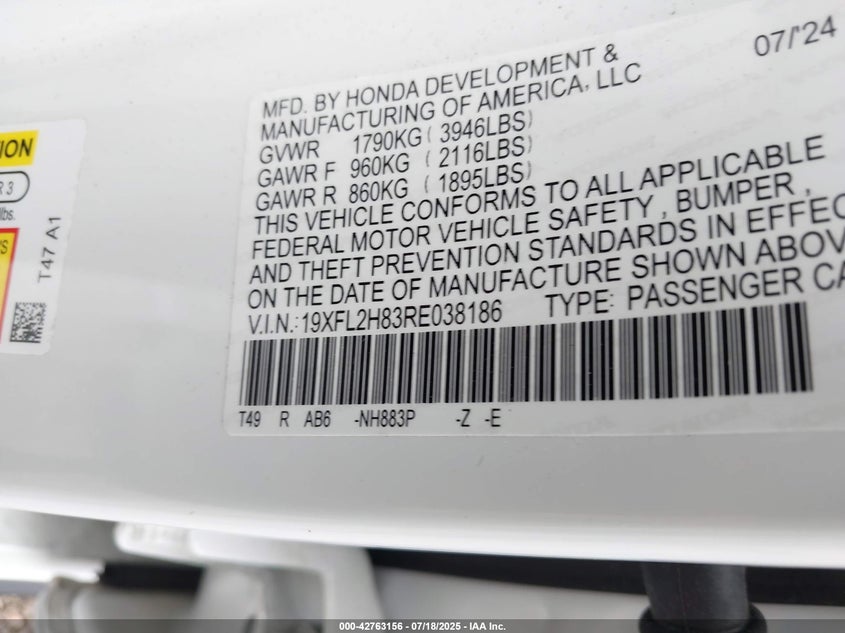 07/'24
MFD. BY HONDA DEVELOPMENT &
MANUFACTURING OF AMERICA, LLC
GVWR 1790KG ( 3946LBS)
GAWR F 960KG ( 2116LBS)
GAWR R 860KG ( 1895LBS)
THIS VEHICLE CONFORMS TO ALL APPLICABLE
FEDERAL MOTOR VEHICLE SAFETY , BUMPER ,
AND THEFT PREVENTION STANDARDS IN EFFEC
ON THE DATE OF MANUFACTURE SHOWN ABOV
V.I.N.: 19XFL2H83RE038186 TYPE: PASSENGER CA
T49 R AB6 -NH883P -Z -E
ION
R 3
lbs.
S
T47 A1
000-42763156 - 07/18/2025 - IAA Inc.